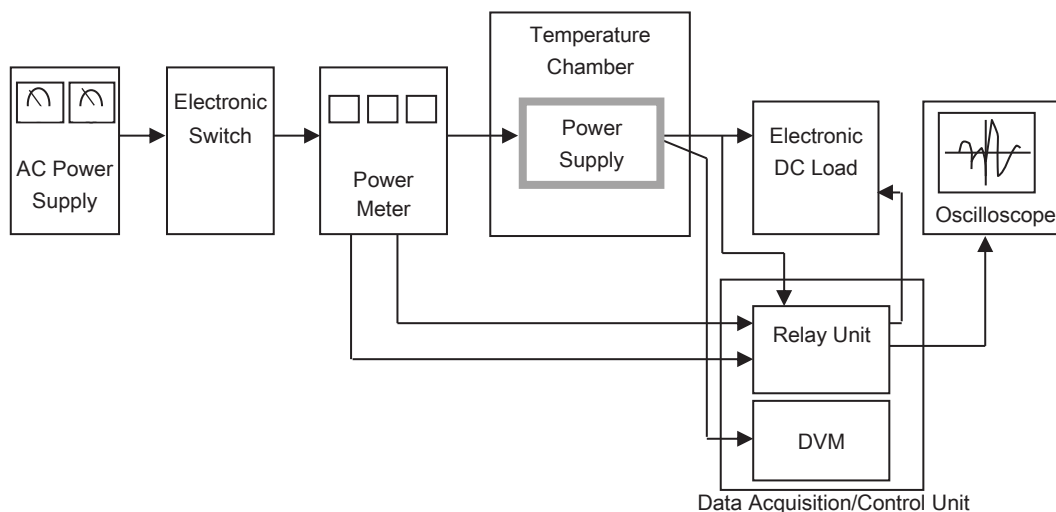 AC Power
Supply
Electronic
Switch
Power
Meter
Temperature
Chamber
Power
Supply
Electronic
DC Load
Oscilloscope
Relay Unit
DVM
Data Acquisition/Control Unit